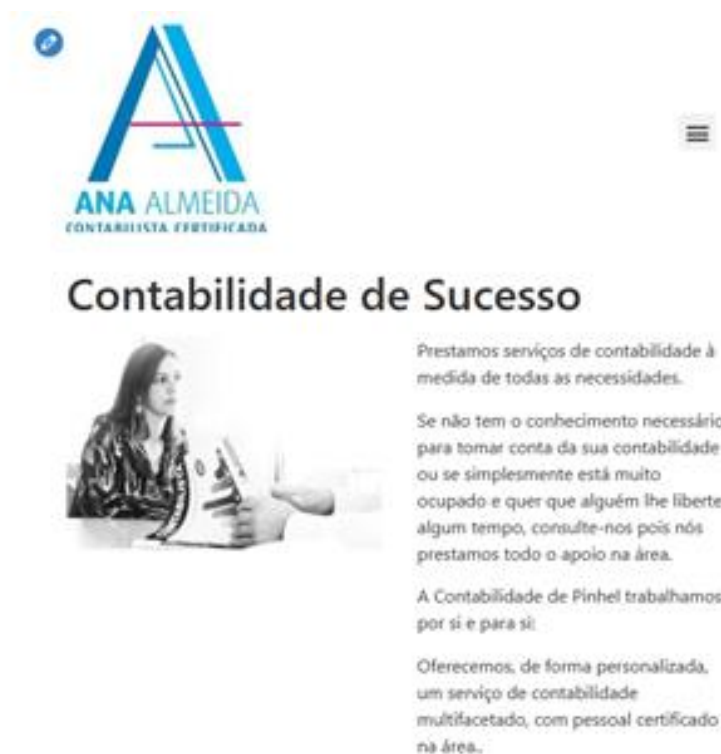 ANA ALMEIDA
CONTABILISTA CERTIFICADA
Contabilidade de Sucesso
Prestamos serviços de contabilidade à
medida de todas as necessidades.
Se não tem o conhecimento necessário
para tomar conta da sua contabilidade
ou se simplesmente está muito
ocupado e quer que alguém lhe liberte
algum tempo, consulte-nos pois nós
prestamos todo o apoio na área.
A Contabilidade de Pinhel trabalhamos
por si e para si:
Oferecemos, de forma personalizada,
um serviço de contabilidade
multifacetado, com pessoal certificado
na área..